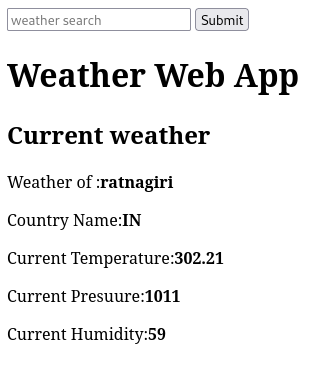 weather search Submit
Weather Web App
Current weather
Weather of :ratnagiri
Country Name:IN
Current Temperature:302.21
Current Presuure:1011
Current Humidity:59